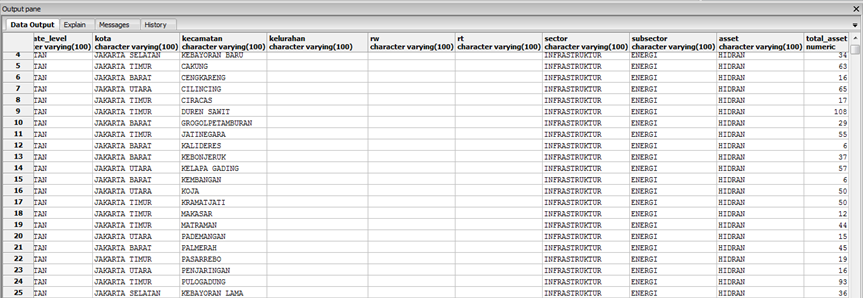 Output pane
Data Output Explain Messages History
ate_level kota kecamatan kelurahan rw rt sector subsector asset total_asset
cter varying(100) character varying(100) character varying(100) character varying(100) character varying(100) character varying(100) character varying(100) character varying(100) character varying(100) numeric
4 TAN JAKARTA SELATAN KEBAYORAN BARU INFRASTRUKTUR ENERGI HIDRAN 34
5 TAN JAKARTA TIMUR CAKUNG INFRASTRUKTUR ENERGI HIDRAN 63
6 TAN JAKARTA BARAT CENGKARENG INFRASTRUKTUR ENERGI HIDRAN 16
7 TAN JAKARTA UTARA CILINCING INFRASTRUKTUR ENERGI HIDRAN 65
8 TAN JAKARTA TIMUR CIRACAS INFRASTRUKTUR ENERGI HIDRAN 17
9 TAN JAKARTA TIMUR DUREN SAWIT INFRASTRUKTUR ENERGI HIDRAN 108
10 TAN JAKARTA BARAT GROGOLPETAMBURAN INFRASTRUKTUR ENERGI HIDRAN 29
11 TAN JAKARTA TIMUR JATINEGARA INFRASTRUKTUR ENERGI HIDRAN 55
12 TAN JAKARTA BARAT KALIDERES INFRASTRUKTUR ENERGI HIDRAN 6
13 TAN JAKARTA BARAT KEBONJERUK INFRASTRUKTUR ENERGI HIDRAN 37
14 TAN JAKARTA UTARA KELAPA GADING INFRASTRUKTUR ENERGI HIDRAN 57
15 TAN JAKARTA BARAT KEMBANGAN INFRASTRUKTUR ENERGI HIDRAN 6
16 TAN JAKARTA UTARA KOJA INFRASTRUKTUR ENERGI HIDRAN 50
17 TAN JAKARTA TIMUR KRAMATJATI INFRASTRUKTUR ENERGI HIDRAN 50
18 TAN JAKARTA TIMUR MAKASAR INFRASTRUKTUR ENERGI HIDRAN 12
19 TAN JAKARTA TIMUR MATRAMAN INFRASTRUKTUR ENERGI HIDRAN 44
20 TAN JAKARTA UTARA PADEMANGAN INFRASTRUKTUR ENERGI HIDRAN 15
21 TAN JAKARTA BARAT PALMERAH INFRASTRUKTUR ENERGI HIDRAN 45
22 TAN JAKARTA TIMUR PASARREBO INFRASTRUKTUR ENERGI HIDRAN 19
23 TAN JAKARTA UTARA PENJARINGAN INFRASTRUKTUR ENERGI HIDRAN 16
24 TAN JAKARTA TIMUR PULOGADUNG INFRASTRUKTUR ENERGI HIDRAN 93
25 TAN JAKARTA SELATAN KEBAYORAN LAMA INFRASTRUKTUR ENERGI HIDRAN 36